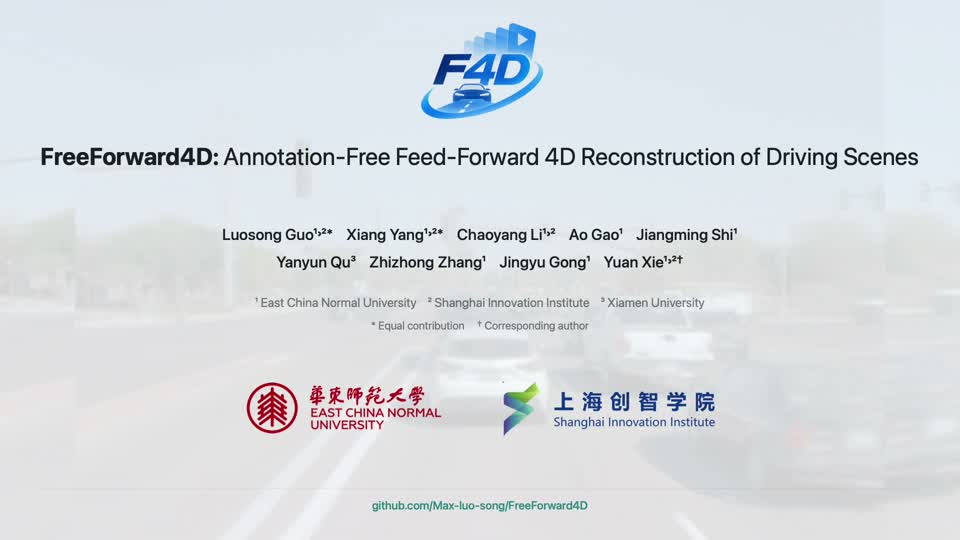 F4D
FreeForward4D: Annotation-Free Feed-Forward 4D Reconstruction of Driving Scenes
Luosong Guo¹,²* Xiang Yang¹,²* Chaoyang Li¹,² Ao Gao¹ Jiangming Shi¹
Yanyun Qu³ Zhizhong Zhang¹ Jingyu Gong¹ Yuan Xie¹,²†
¹ East China Normal University ² Shanghai Innovation Institute ³ Xiamen University
* Equal contribution † Corresponding author
華東師範大學
EAST CHINA NORMAL
UNIVERSITY
上海创智学院
Shanghai Innovation Institute
github.com/Max-luo-song/FreeForward4D